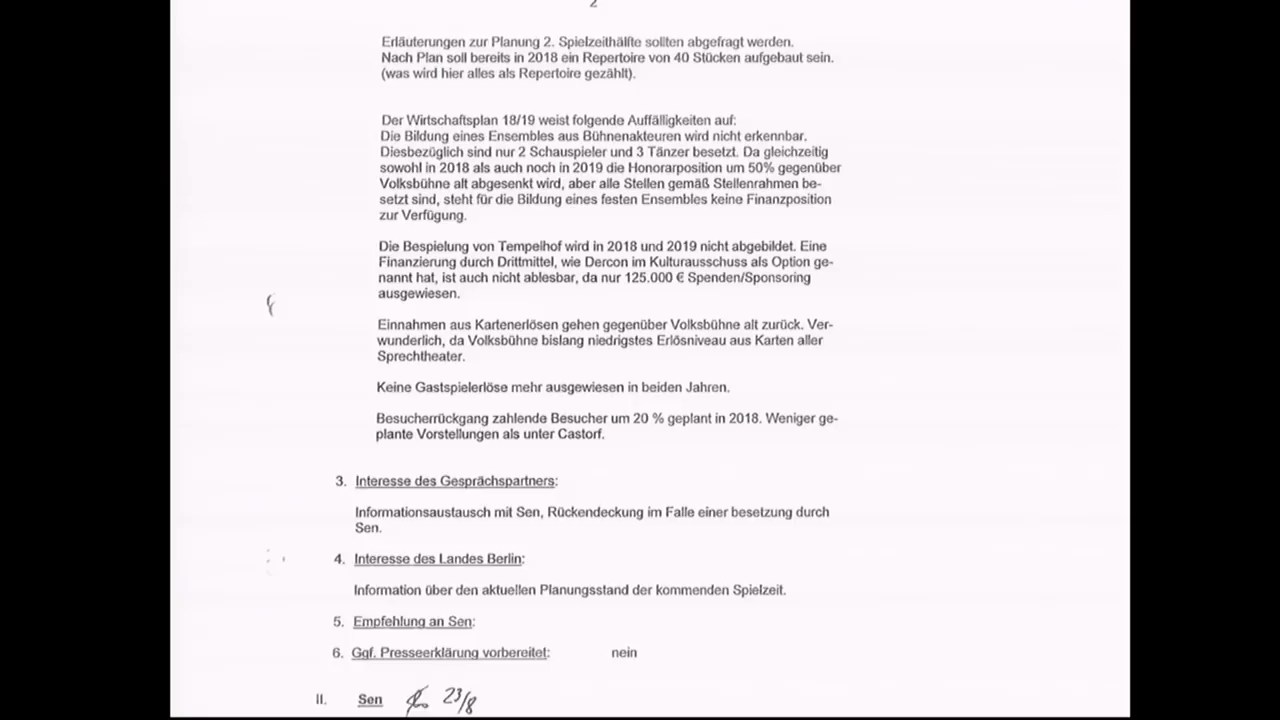 2
Erläuterungen zur Planung 2. Spielzeithälfte sollten abgefragt werden.
Nach Plan soll bereits in 2018 ein Repertoire von 40 Stücken aufgebaut sein.
(was wird hier alles als Repertoire gezählt).
Der Wirtschaftsplan 18/19 weist folgende Auffälligkeiten auf:
Die Bildung eines Ensembles aus Bühnenakteuren wird nicht erkennbar.
Diesbezüglich sind nur 2 Schauspieler und 3 Tänzer besetzt. Da gleichzeitig
sowohl in 2018 als auch noch in 2019 die Honorarposition um 50% gegenüber
Volksbühne alt abgesenkt wird, aber alle Stellen gemäß Stellenrahmen be-
setzt sind, steht für die Bildung eines festen Ensembles keine Finanzposition
zur Verfügung.
Die Bespielung von Tempelhof wird in 2018 und 2019 nicht abgebildet. Eine
Finanzierung durch Drittmittel, wie Dercon im Kulturausschuss als Option ge-
nannt hat, ist auch nicht ablesbar, da nur 125.000 € Spenden/Sponsoring
ausgewiesen.
Einnahmen aus Kartenerlösen gehen gegenüber Volksbühne alt zurück. Ver-
wunderlich, da Volksbühne bislang niedrigstes Erlösniveau aus Karten aller
Sprechtheater.
Keine Gastspielerlöse mehr ausgewiesen in beiden Jahren.
Besucherrückgang zahlende Besucher um 20 % geplant in 2018. Weniger ge-
plante Vorstellungen als unter Castorf.
3. Interesse des Gesprächspartners:
Informationsaustausch mit Sen, Rückendeckung im Falle einer besetzung durch
Sen.
4. Interesse des Landes Berlin:
Information über den aktuellen Planungsstand der kommenden Spielzeit.
5. Empfehlung an Sen:
6. Ggf. Presseerklärung vorbereitet: nein
II. Sen 23/8